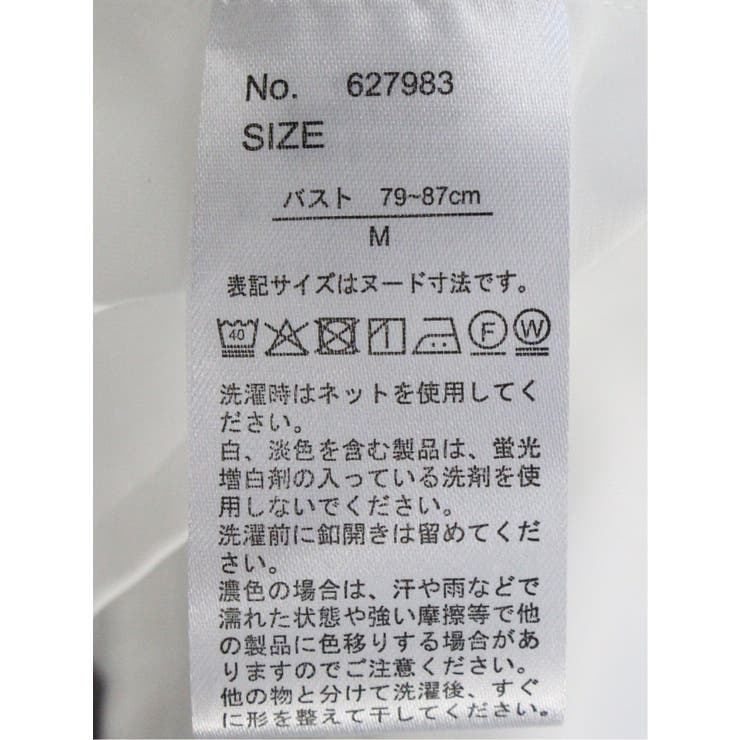 No. 627983
SIZE
バスト 79~87cm
M
表記サイズはヌード寸法です。
40 F W
洗濯時はネットを使用してく
ださい。
白、淡色を含む製品は、蛍光
増白剤の入っている洗剤を使
用しないでください。
洗濯前に釦開きは留めてくだ
さい。
濃色の場合は、汗や雨などで
濡れた状態や強い摩擦等で他
の製品に色移りする場合があ
りますのでご注意ください。
他の物と分けて洗濯後、すぐ
に形を整えて干してください。